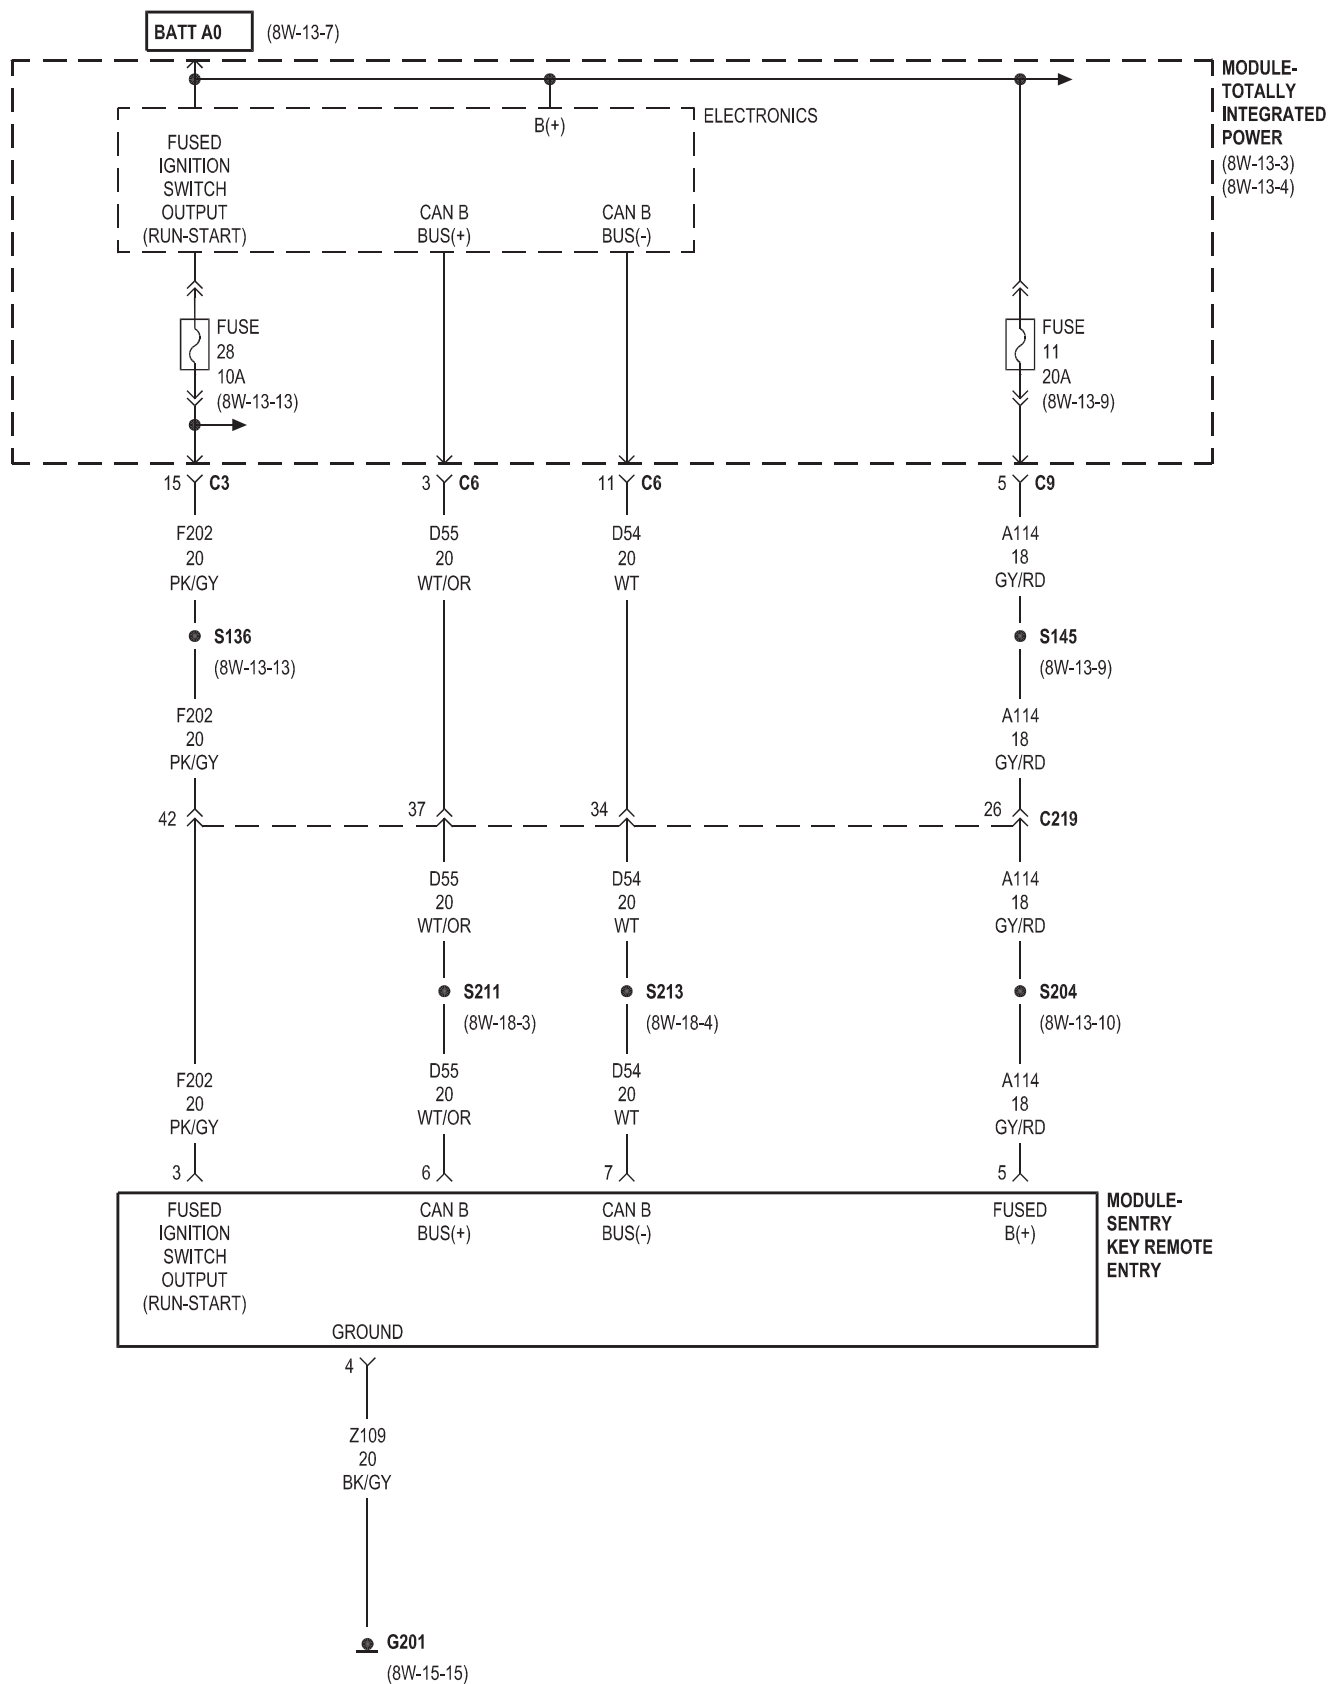 BATT A0 (8W-13-7)
MODULE-
TOTALLY
INTEGRATED
POWER
(8W-13-3)
(8W-13-4)
ELECTRONICS
B(+)
FUSED
IGNITION
SWITCH
OUTPUT
(RUN-START)
CAN B
BUS(+)
CAN B
BUS(-)
FUSE
28
10A
(8W-13-13)
FUSE
11
20A
(8W-13-9)
15 C3
3 C6
11 C6
5 C9
F202
20
PK/GY
D55
20
WT/OR
D54
20
WT
A114
18
GY/RD
S136
(8W-13-13)
S145
(8W-13-9)
F202
20
PK/GY
A114
18
GY/RD
42
37
34
26
C219
D55
20
WT/OR
D54
20
WT
A114
18
GY/RD
S211
(8W-18-3)
S213
(8W-18-4)
S204
(8W-13-10)
F202
20
PK/GY
D55
20
WT/OR
D54
20
WT
A114
18
GY/RD
3
6
7
5
FUSED
IGNITION
SWITCH
OUTPUT
(RUN-START)
CAN B
BUS(+)
CAN B
BUS(-)
FUSED
B(+)
MODULE-
SENTRY
KEY REMOTE
ENTRY
GROUND
4
Z109
20
BK/GY
G201
(8W-15-15)